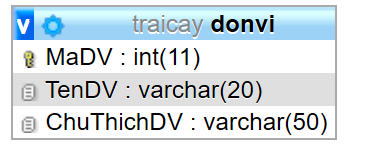 v traicay donvi
MaDV : int(11)
TenDV : varchar(20)
ChuThichDV : varchar(50)